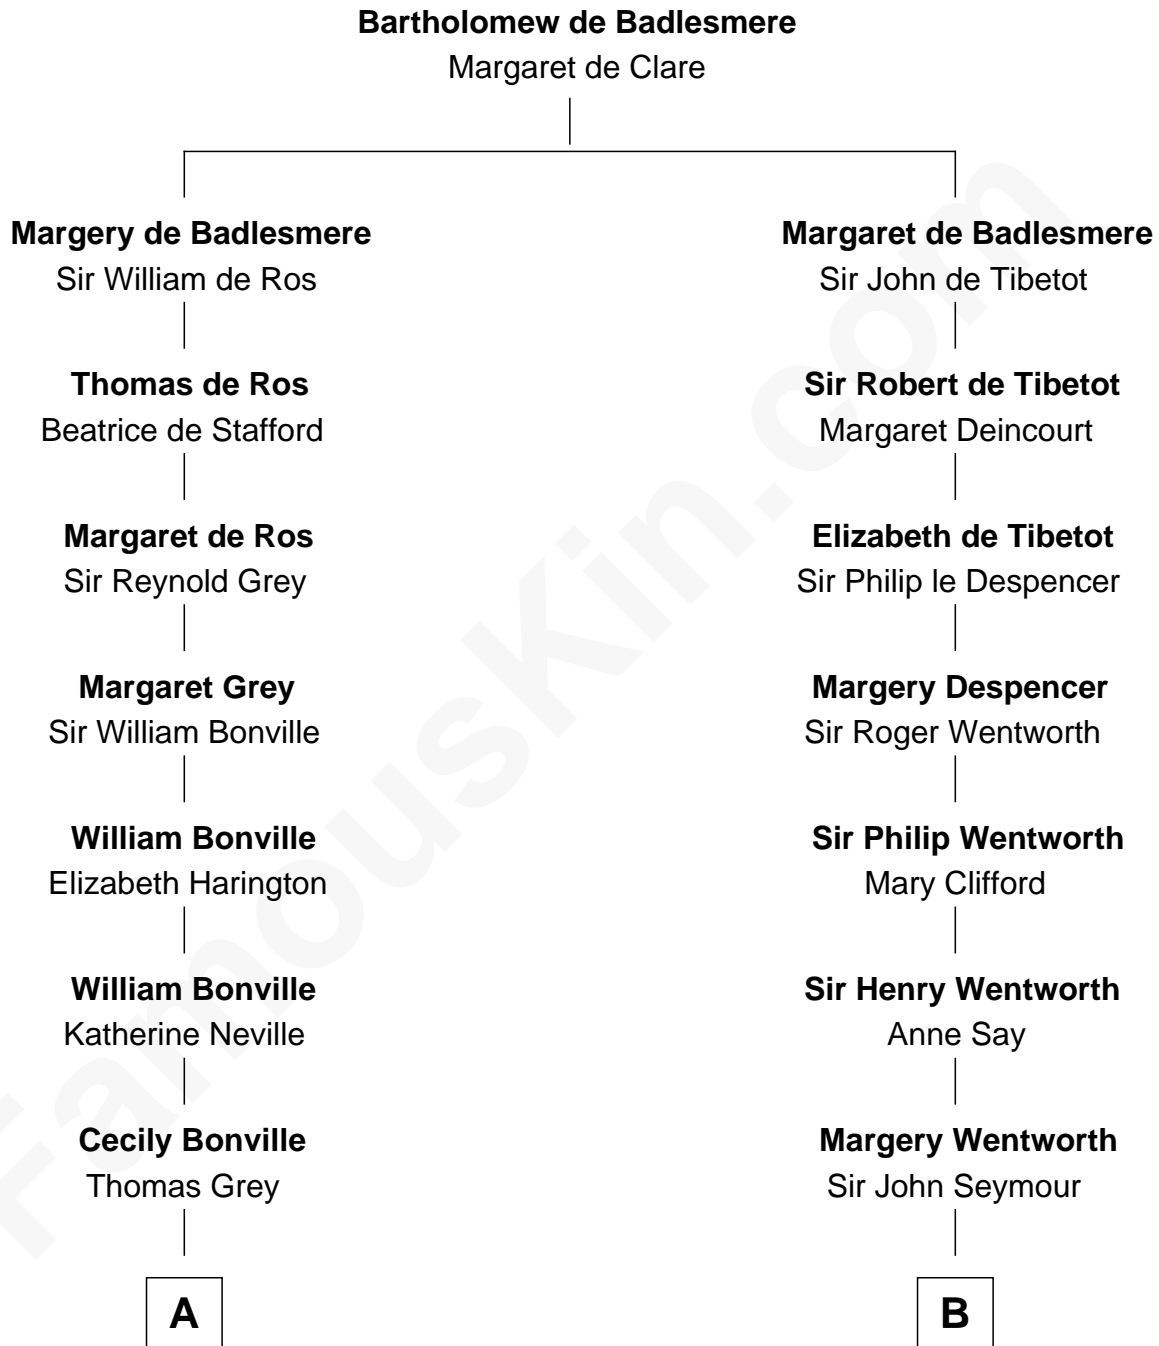 Bartholomew de Badlesmere
Margaret de Clare
Margery de Badlesmere
Sir William de Ros
Thomas de Ros
Beatrice de Stafford
Margaret de Ros
Sir Reynold Grey
Margaret Grey
Sir William Bonville
William Bonville
Elizabeth Harington
William Bonville
Katherine Neville
Cecily Bonville
Thomas Grey
A
Margaret de Badlesmere
Sir John de Tibetot
Sir Robert de Tibetot
Margaret Deincourt
Elizabeth de Tibetot
Sir Philip le Despencer
Margery Despencer
Sir Roger Wentworth
Sir Philip Wentworth
Mary Clifford
Sir Henry Wentworth
Anne Say
Margery Wentworth
Sir John Seymour
B
FamousKin.com